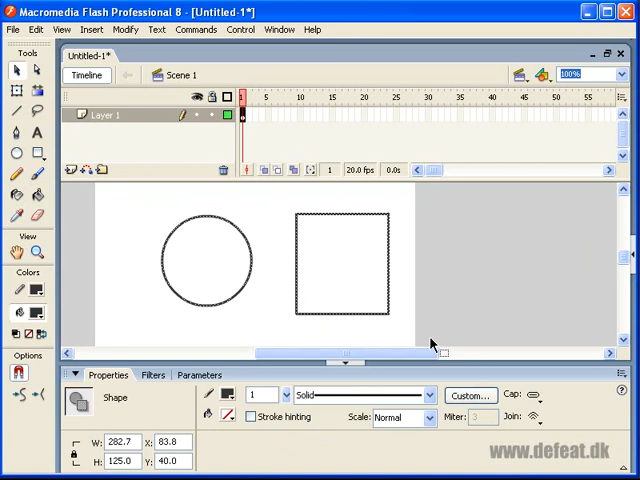 Macromedia Flash Professional 8 - [Untitled-1*]
File Edit View Insert Modify Text Commands Control Window Help
Tools
View
Colors
Options
Untitled-1*
Timeline
Scene 1
100%
1 5 10 15 20 25 30 35 40 45 50 55
Layer 1
1 20.0 fps 0.0s
Properties Filters Parameters
Shape
1 Solid Custom... Cap:
Stroke hinting Scale: Normal Miter: 3 Join:
W: 282.7 X: 83.8
H: 125.0 Y: 40.0
www.defeat.dk